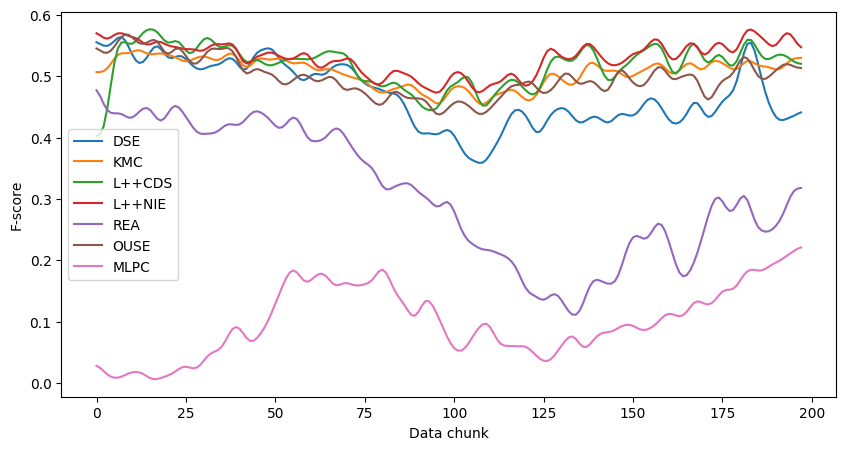 0.6
0.5
0.4
0.3
0.2
0.1
0.0
F-score
DSE
KMC
L++CDS
L++NIE
REA
OUSE
MLPC
0 25 50 75 100 125 150 175 200
Data chunk